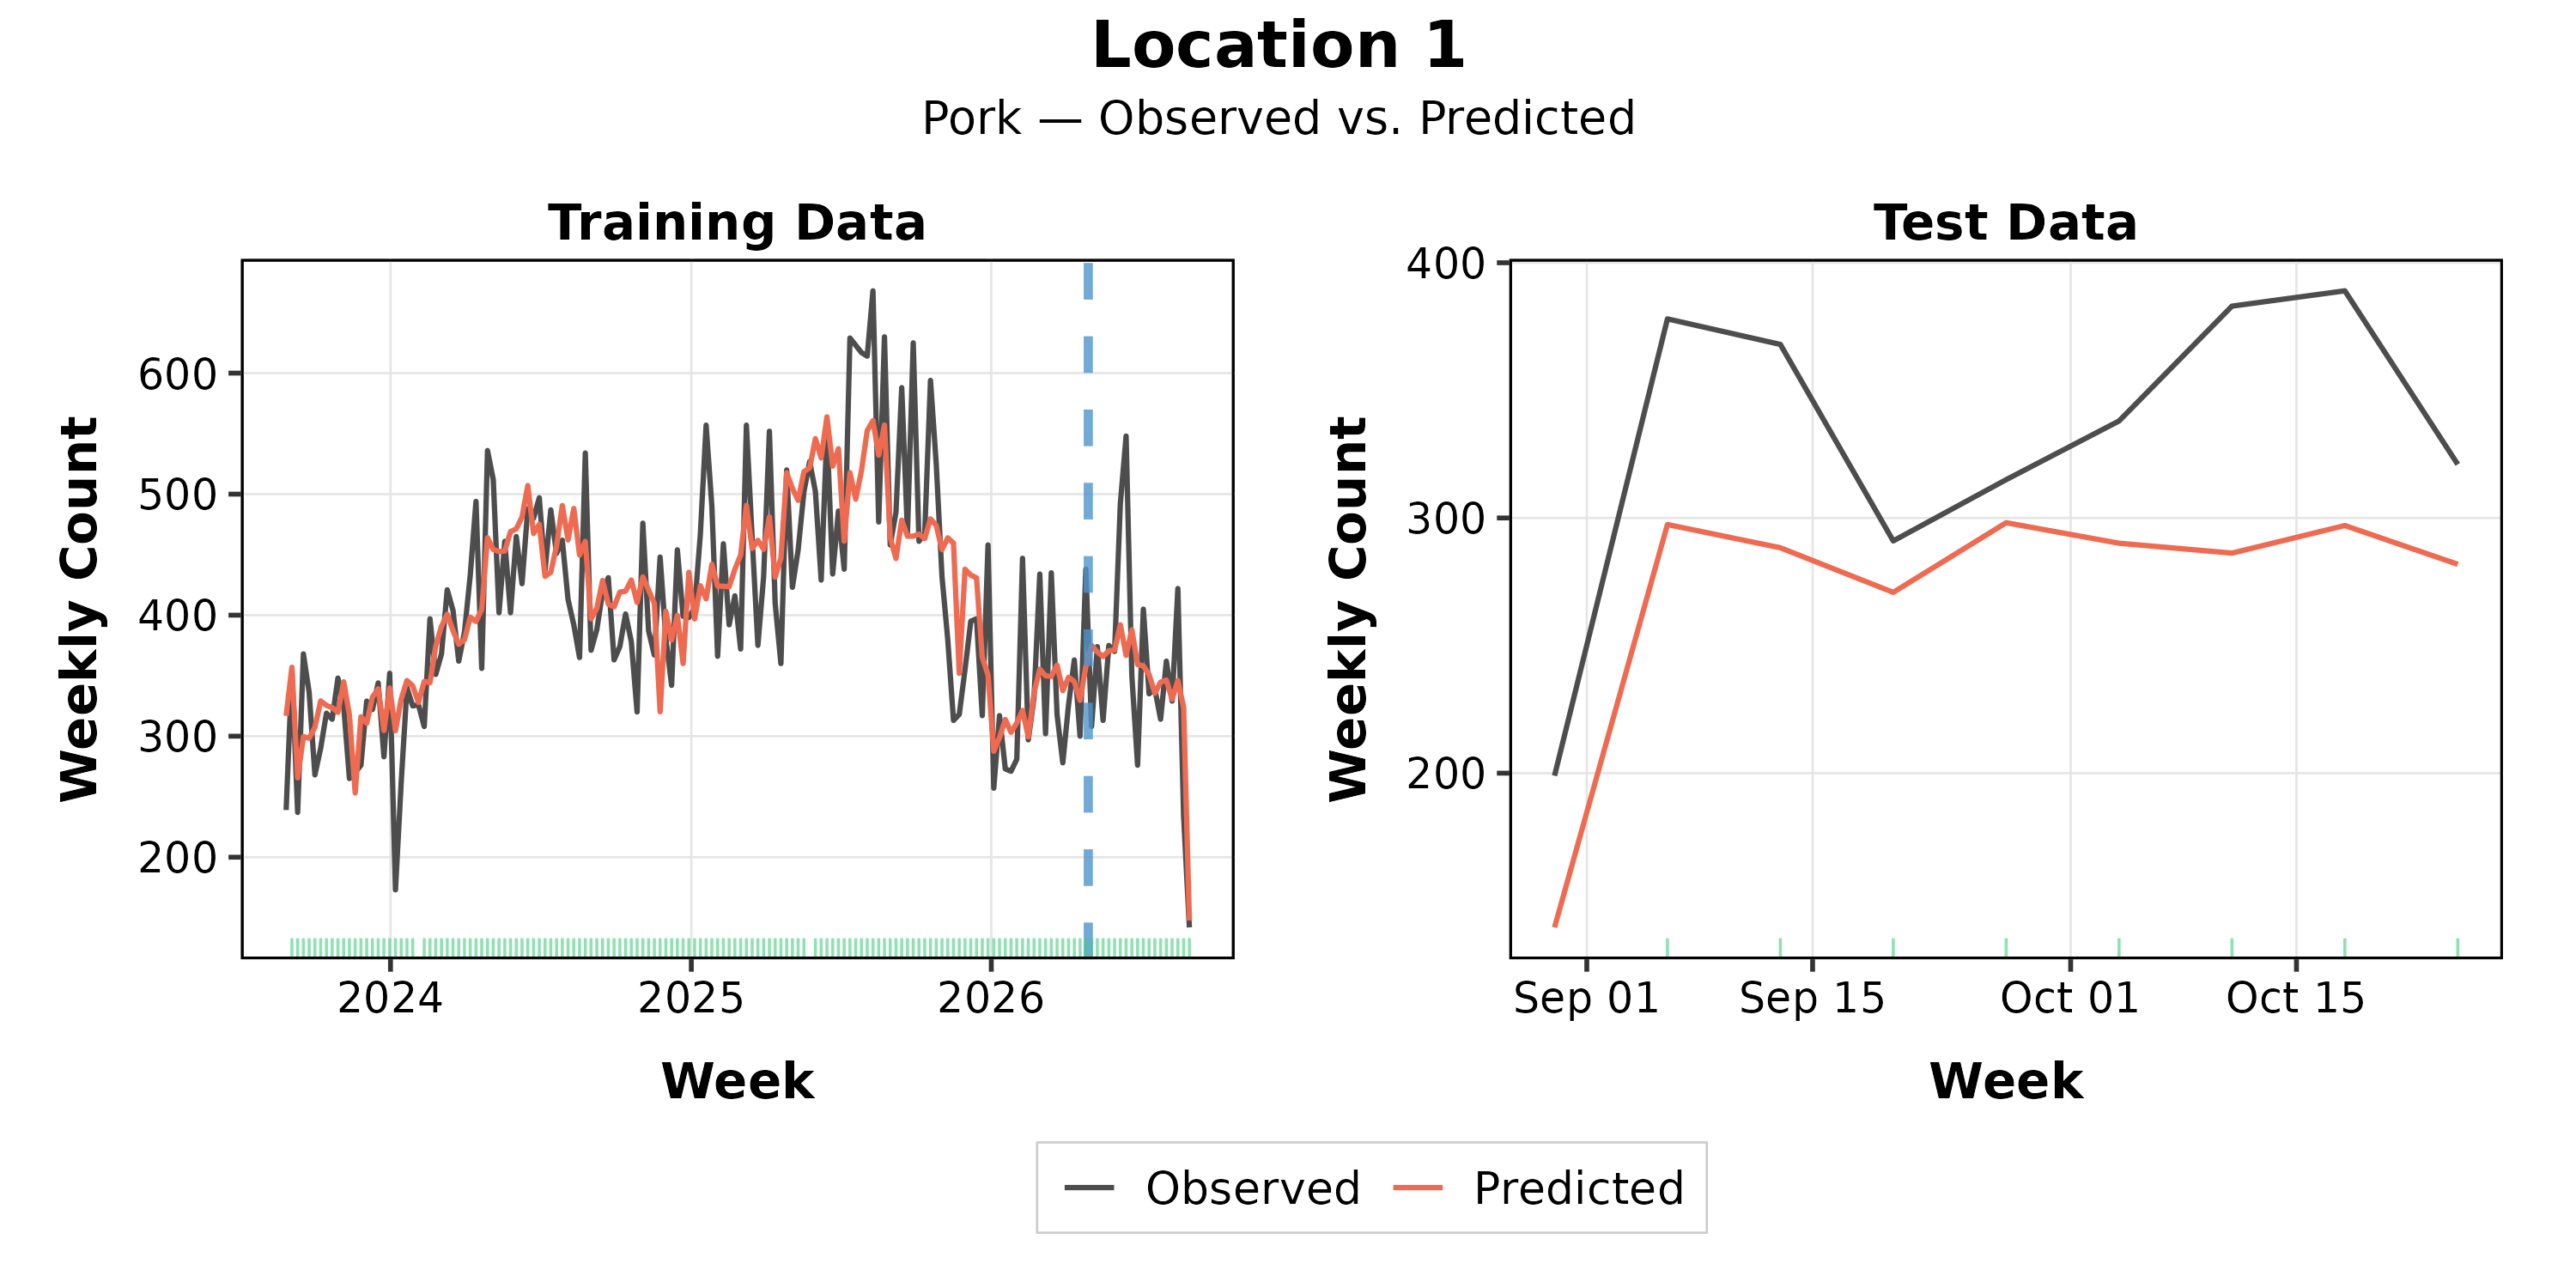 Location 1
Pork — Observed vs. Predicted
Training Data
Weekly Count
600
500
400
300
200
2024
2025
2026
Week
Test Data
Weekly Count
400
300
200
Sep 01
Sep 15
Oct 01
Oct 15
Week
Observed
Predicted